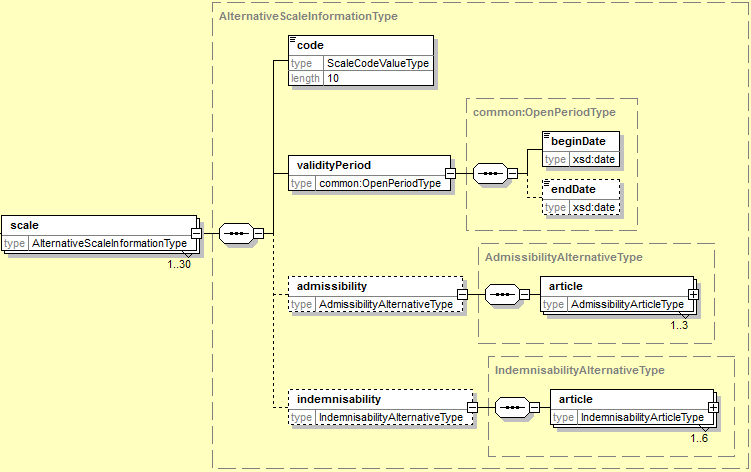 AlternativeScaleInformationType
code
type ScaleCodeValueType
length 10
common:OpenPeriodType
beginDate
type xsd:date
validityPeriod
type common:OpenPeriodType
endDate
type xsd:date
scale
type AlternativeScaleInformationType
1..30
AdmissibilityAlternativeType
admissibility
type AdmissibilityAlternativeType
article
type AdmissibilityArticleType
1..3
IndemnisabilityAlternativeType
indemnisability
type IndemnisabilityAlternativeType
article
type IndemnisabilityArticleType
1..6